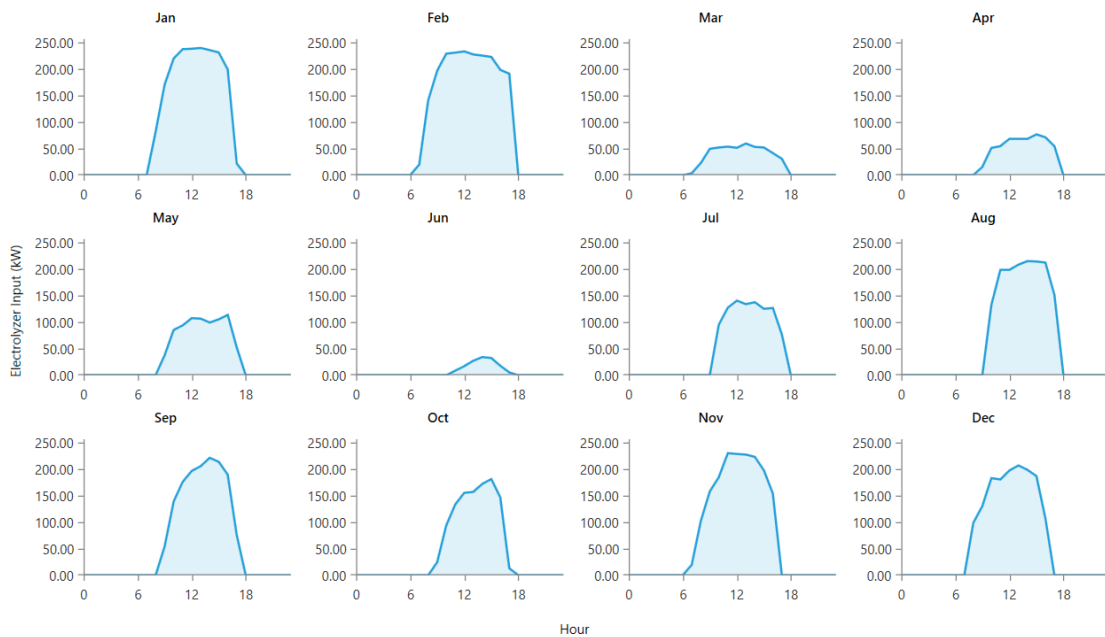 Jan Feb Mar Apr
250.00 250.00 250.00 250.00
200.00 200.00 200.00 200.00
150.00 150.00 150.00 150.00
100.00 100.00 100.00 100.00
50.00 50.00 50.00 50.00
0.00 0.00 0.00 0.00
0 6 12 18 0 6 12 18 0 6 12 18 0 6 12 18
May Jun Jul Aug
250.00 250.00 250.00 250.00
200.00 200.00 200.00 200.00
150.00 150.00 150.00 150.00
100.00 100.00 100.00 100.00
50.00 50.00 50.00 50.00
0.00 0.00 0.00 0.00
0 6 12 18 0 6 12 18 0 6 12 18 0 6 12 18
Electrolyzer Input (kW)
Sep Oct Nov Dec
250.00 250.00 250.00 250.00
200.00 200.00 200.00 200.00
150.00 150.00 150.00 150.00
100.00 100.00 100.00 100.00
50.00 50.00 50.00 50.00
0.00 0.00 0.00 0.00
0 6 12 18 0 6 12 18 0 6 12 18 0 6 12 18
Hour